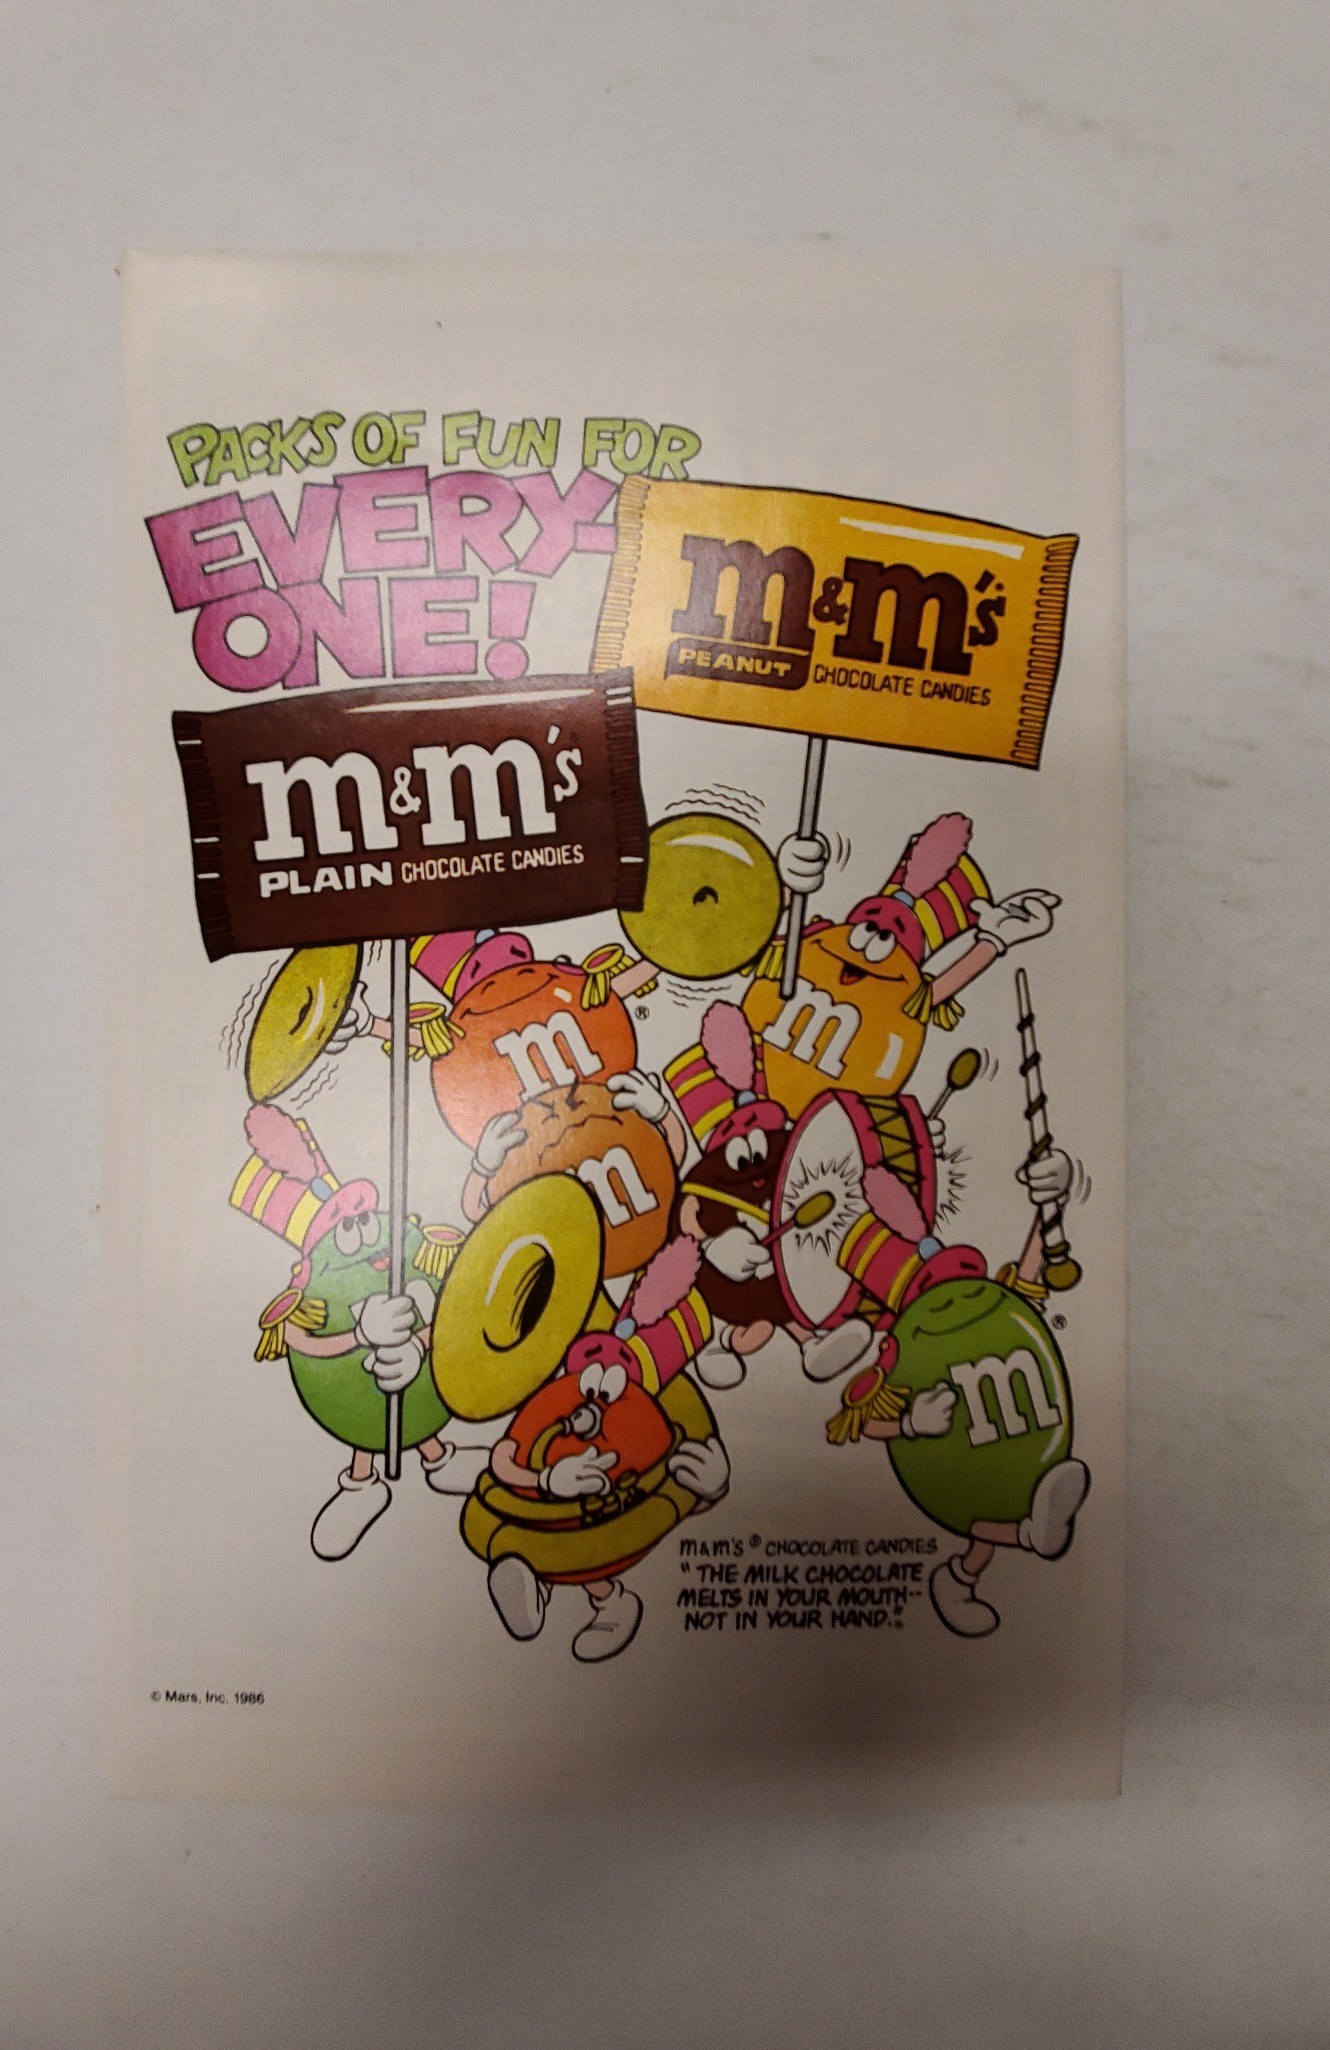 PACKS OF FUN FOR
EVERY-
ONE!
m&m's
PEANUT CHOCOLATE CANDIES
m&m's
PLAIN CHOCOLATE CANDIES
m
®
m
m
m
®
m&m's® CHOCOLATE CANDIES
"THE MILK CHOCOLATE
MELTS IN YOUR MOUTH--
NOT IN YOUR HAND."®
© Mars, Inc. 1986